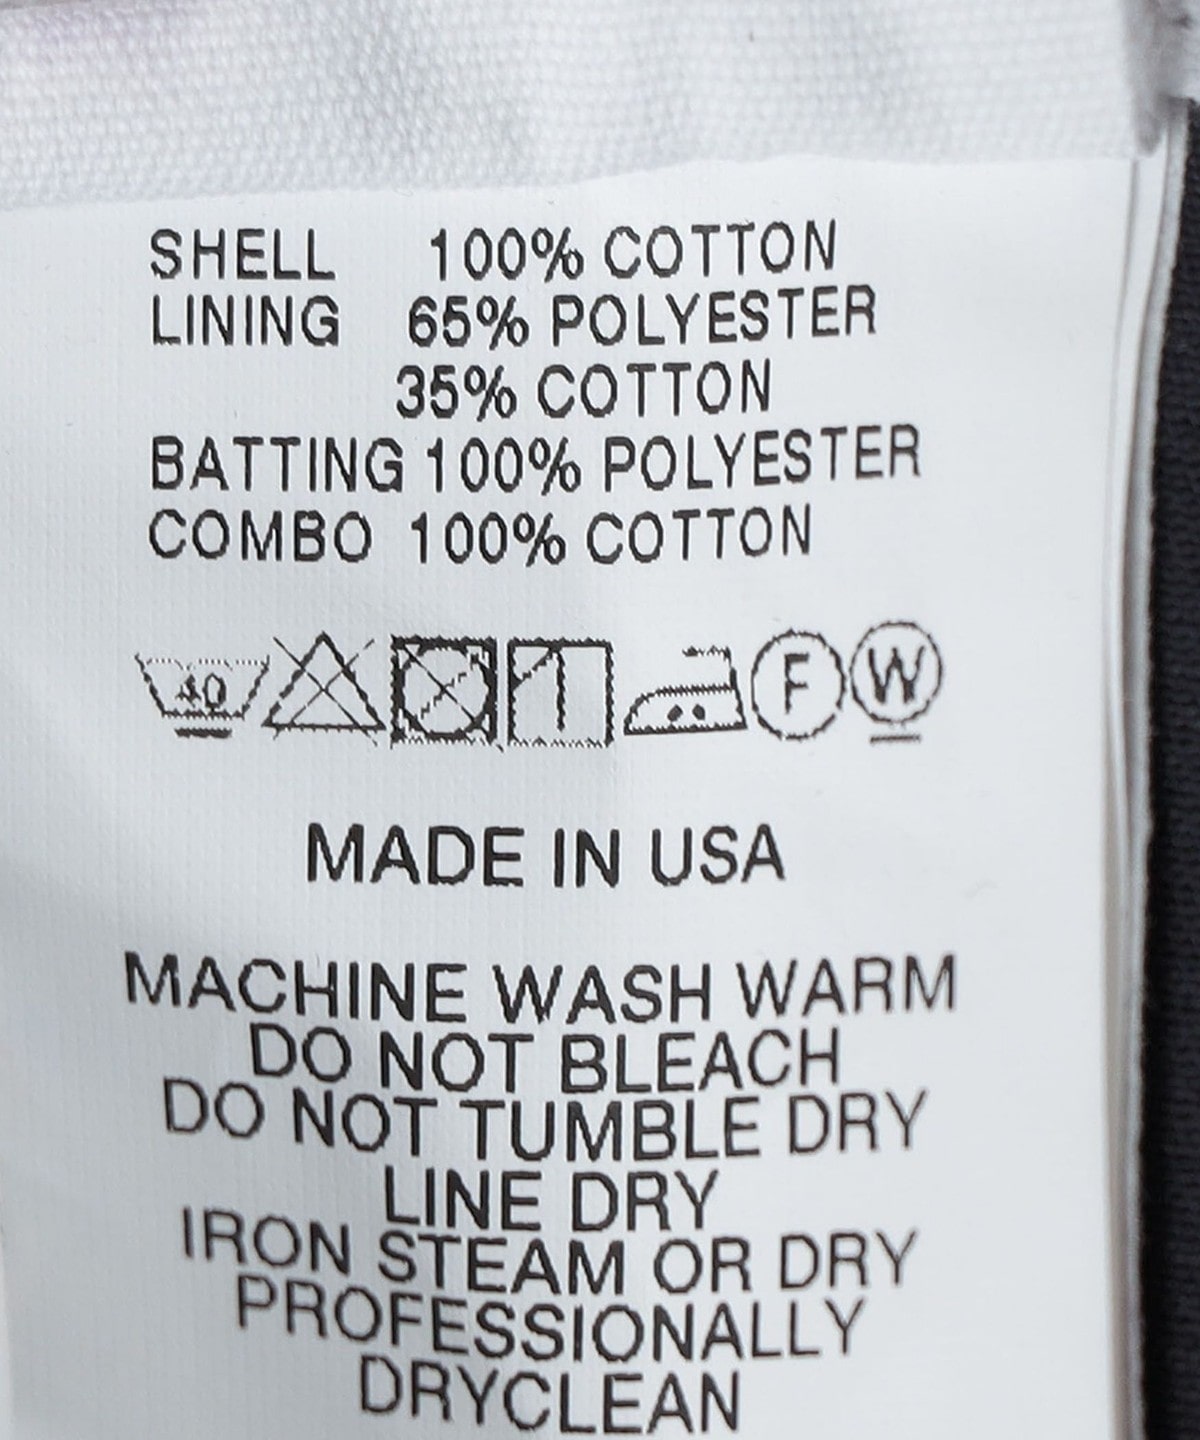 SHELL 100% COTTON
LINING 65% POLYESTER
35% COTTON
BATTING 100% POLYESTER
COMBO 100% COTTON
40 F W
MADE IN USA
MACHINE WASH WARM
DO NOT BLEACH
DO NOT TUMBLE DRY
LINE DRY
IRON STEAM OR DRY
PROFESSIONALLY
DRYCLEAN